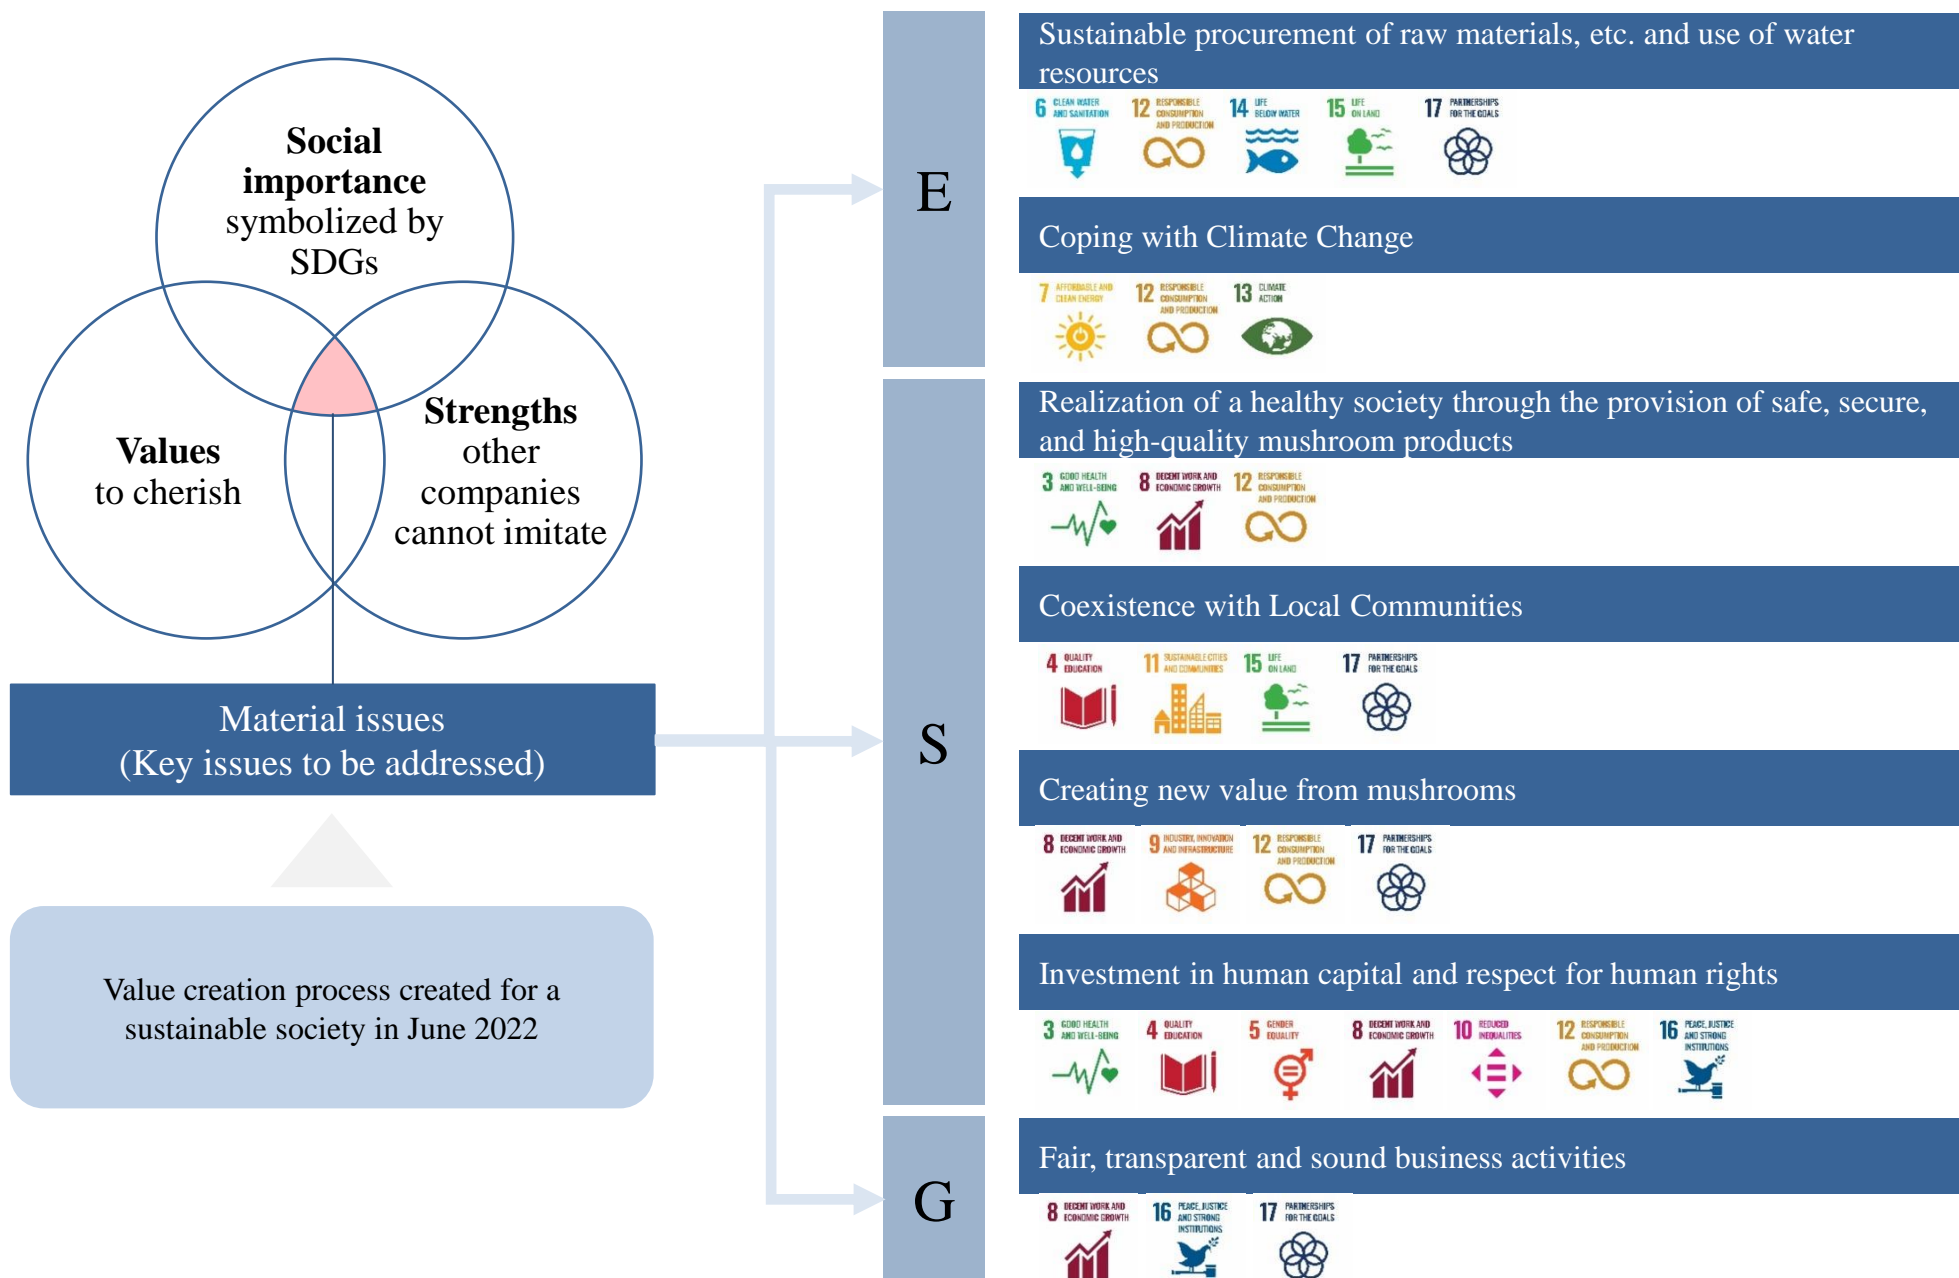 Social
importance
symbolized by
SDGs
Values
to cherish
Strengths
other
companies
cannot imitate
Material issues
(Key issues to be addressed)
Value creation process created for a
sustainable society in June 2022
E
Sustainable procurement of raw materials, etc. and use of water
resources
6 CLEAN WATER
AND SANITATION
12 RESPONSIBLE
CONSUMPTION
AND PRODUCTION
14 LIFE
BELOW WATER
15 LIFE
ON LAND
17 PARTNERSHIPS
FOR THE GOALS
Coping with Climate Change
7 AFFORDABLE AND
CLEAN ENERGY
12 RESPONSIBLE
CONSUMPTION
AND PRODUCTION
13 CLIMATE
ACTION
S
Realization of a healthy society through the provision of safe, secure,
and high-quality mushroom products
3 GOOD HEALTH
AND WELL-BEING
8 DECENT WORK AND
ECONOMIC GROWTH
12 RESPONSIBLE
CONSUMPTION
AND PRODUCTION
Coexistence with Local Communities
4 QUALITY
EDUCATION
11 SUSTAINABLE CITIES
AND COMMUNITIES
15 LIFE
ON LAND
17 PARTNERSHIPS
FOR THE GOALS
Creating new value from mushrooms
8 DECENT WORK AND
ECONOMIC GROWTH
9 INDUSTRY, INNOVATION
AND INFRASTRUCTURE
12 RESPONSIBLE
CONSUMPTION
AND PRODUCTION
17 PARTNERSHIPS
FOR THE GOALS
Investment in human capital and respect for human rights
3 GOOD HEALTH
AND WELL-BEING
4 QUALITY
EDUCATION
5 GENDER
EQUALITY
8 DECENT WORK AND
ECONOMIC GROWTH
10 REDUCED
INEQUALITIES
12 RESPONSIBLE
CONSUMPTION
AND PRODUCTION
16 PEACE, JUSTICE
AND STRONG
INSTITUTIONS
G
Fair, transparent and sound business activities
8 DECENT WORK AND
ECONOMIC GROWTH
16 PEACE, JUSTICE
AND STRONG
INSTITUTIONS
17 PARTNERSHIPS
FOR THE GOALS